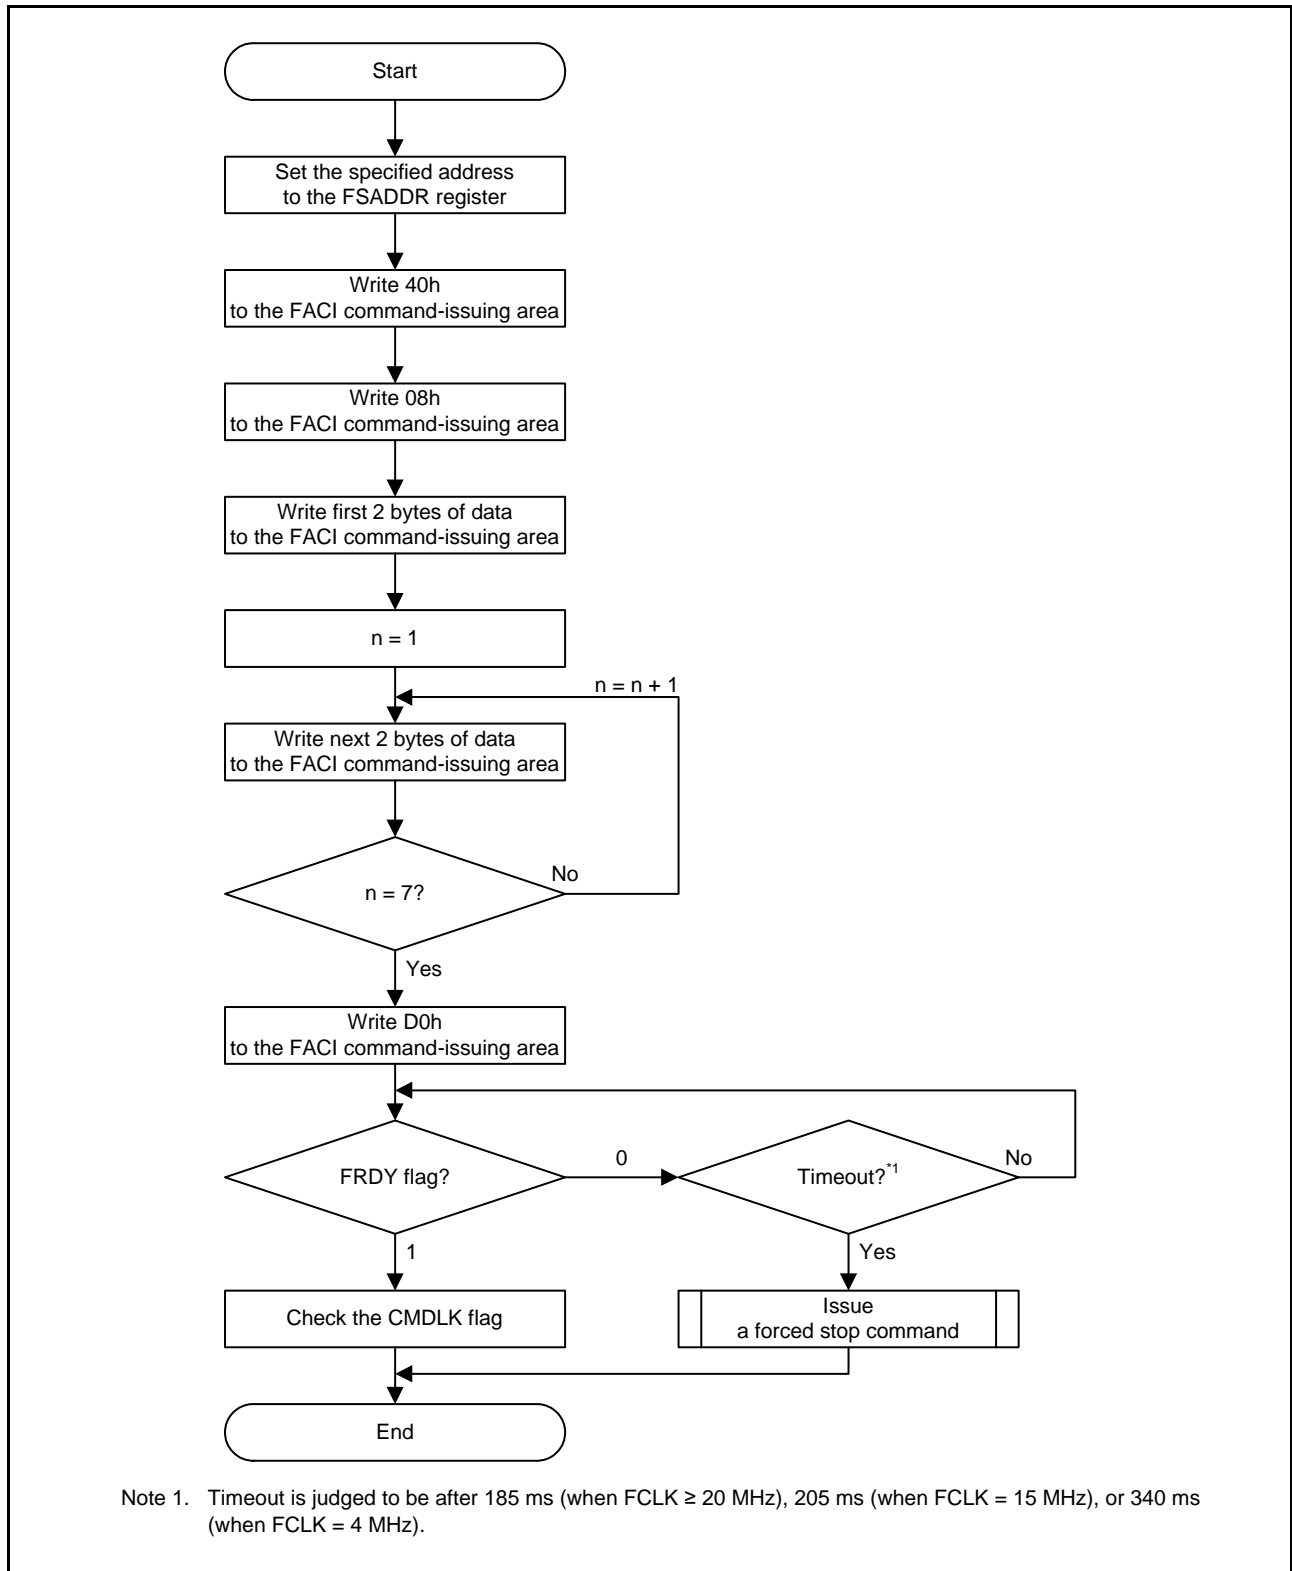 Start
Set the specified address
to the FSADDR register
Write 40h
to the FACI command-issuing area
Write 08h
to the FACI command-issuing area
Write first 2 bytes of data
to the FACI command-issuing area
n = 1
n = n + 1
Write next 2 bytes of data
to the FACI command-issuing area
n = 7?
No
Yes
Write D0h
to the FACI command-issuing area
FRDY flag?
0
Timeout?*1
No
1
Yes
Check the CMDLK flag
Issue
a forced stop command
End
Note 1. Timeout is judged to be after 185 ms (when FCLK ≥ 20 MHz), 205 ms (when FCLK = 15 MHz), or 340 ms
(when FCLK = 4 MHz).